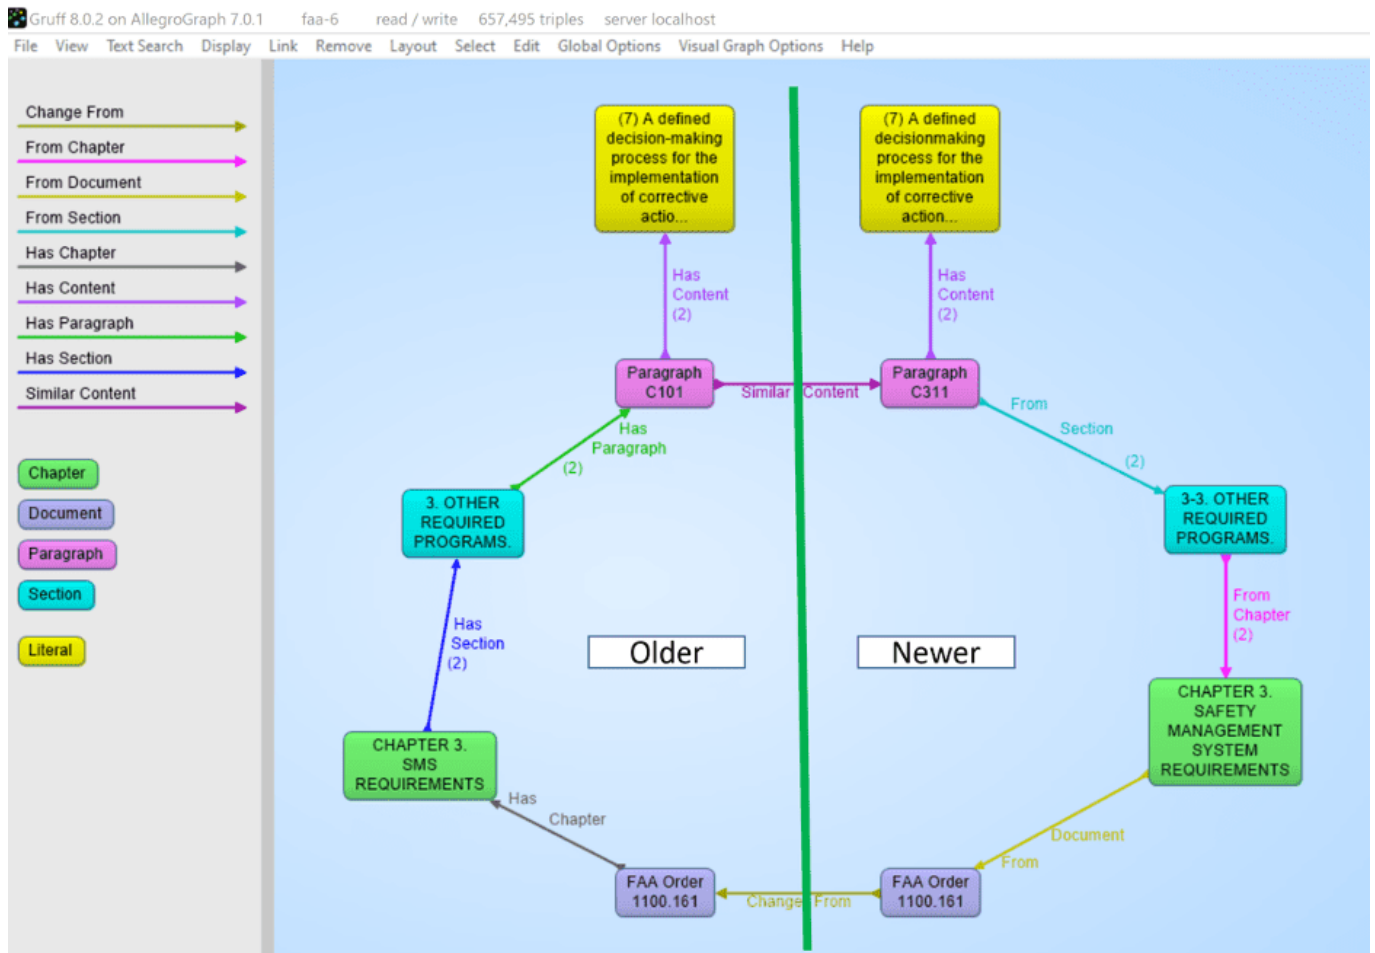 Gruff 8.0.2 on AllegroGraph 7.0.1 faa-6 read / write 657,495 triples server localhost
File View Text Search Display Link Remove Layout Select Edit Global Options Visual Graph Options Help
Change From
From Chapter
From Document
From Section
Has Chapter
Has Content
Has Paragraph
Has Section
Similar Content
Chapter
Document
Paragraph
Section
Literal
(7) A defined
decision-making
process for the
implementation
of corrective
actio...
(7) A defined
decisionmaking
process for the
implementation
of corrective
action...
Has
Content
(2)
Has
Content
(2)
Paragraph
C101
Similar Content
Paragraph
C311
Has
Paragraph
(2)
From
Section
(2)
3. OTHER
REQUIRED
PROGRAMS.
3-3. OTHER
REQUIRED
PROGRAMS.
Has
Section
(2)
Older
Newer
From
Chapter
(2)
CHAPTER 3.
SMS
REQUIREMENTS
CHAPTER 3.
SAFETY
MANAGEMENT
SYSTEM
REQUIREMENTS
Has
Chapter
Document
From
FAA Order
1100.161
Change From
FAA Order
1100.161